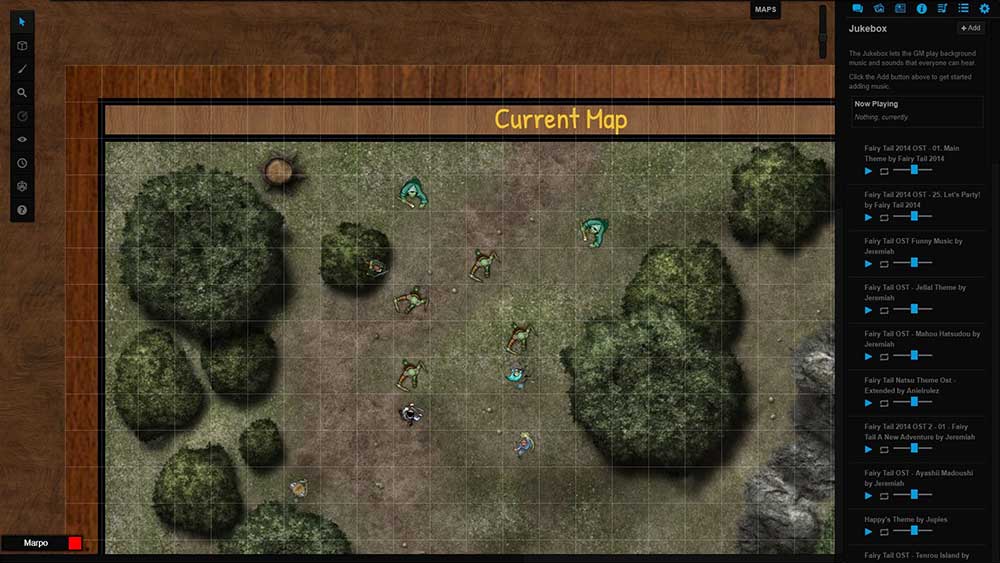 MAPS
Current Map
Marpo
Jukebox
+ Add
The Jukebox lets the GM play background
music and sounds that everyone can hear.
Click the Add button above to get started
adding music.
Now Playing
Nothing, currently.
Fairy Tail 2014 OST - 01. Main
Theme by Fairy Tail 2014
Fairy Tail 2014 OST - 25. Let's Party!
by Fairy Tail 2014
Fairy Tail OST Funny Music by
Jeremiah
Fairy Tail OST - Jellal Theme by
Jeremiah
Fairy Tail OST - Mahou Hatsudou by
Jeremiah
Fairy Tail Natsu Theme Ost -
Extended by Anielrulez
Fairy Tail 2014 OST 2 - 01 - Fairy
Tail A New Adventure by Jeremiah
Fairy Tail OST - Ayashii Madoushi
by Jeremiah
Happy's Theme by Jupies
Fairy Tail OST - Tenrou Island by